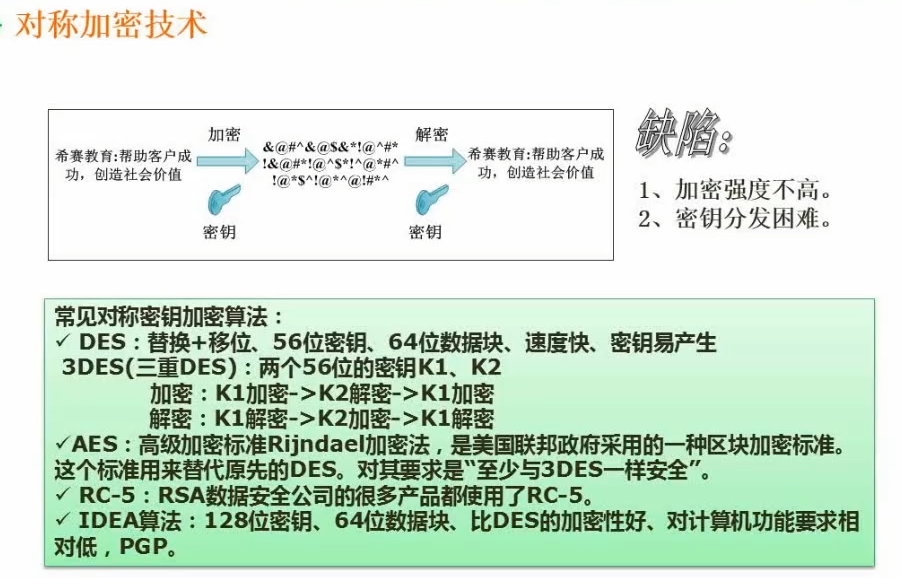 对称加密技术
加密
解密
希赛教育:帮助客户成
功，创造社会价值
&@#^&@$&*!@^#*
!&@#*!@^$*!^@*#^
!@*$^!@*^@!#*^
希赛教育:帮助客户成
功，创造社会价值
密钥
密钥
缺陷:
1、加密强度不高。
2、密钥分发困难。
常见对称密钥加密算法：
✓ DES：替换+移位、56位密钥、64位数据块、速度快、密钥易产生
3DES(三重DES)：两个56位的密钥K1、K2
加密：K1加密->K2解密->K1加密
解密：K1解密->K2加密->K1解密
✓AES：高级加密标准Rijndael加密法，是美国联邦政府采用的一种区块加密标准。
这个标准用来替代原先的DES。对其要求是“至少与3DES一样安全”。
✓ RC-5：RSA数据安全公司的很多产品都使用了RC-5。
✓ IDEA算法：128位密钥、64位数据块、比DES的加密性好、对计算机功能要求相
对低，PGP。